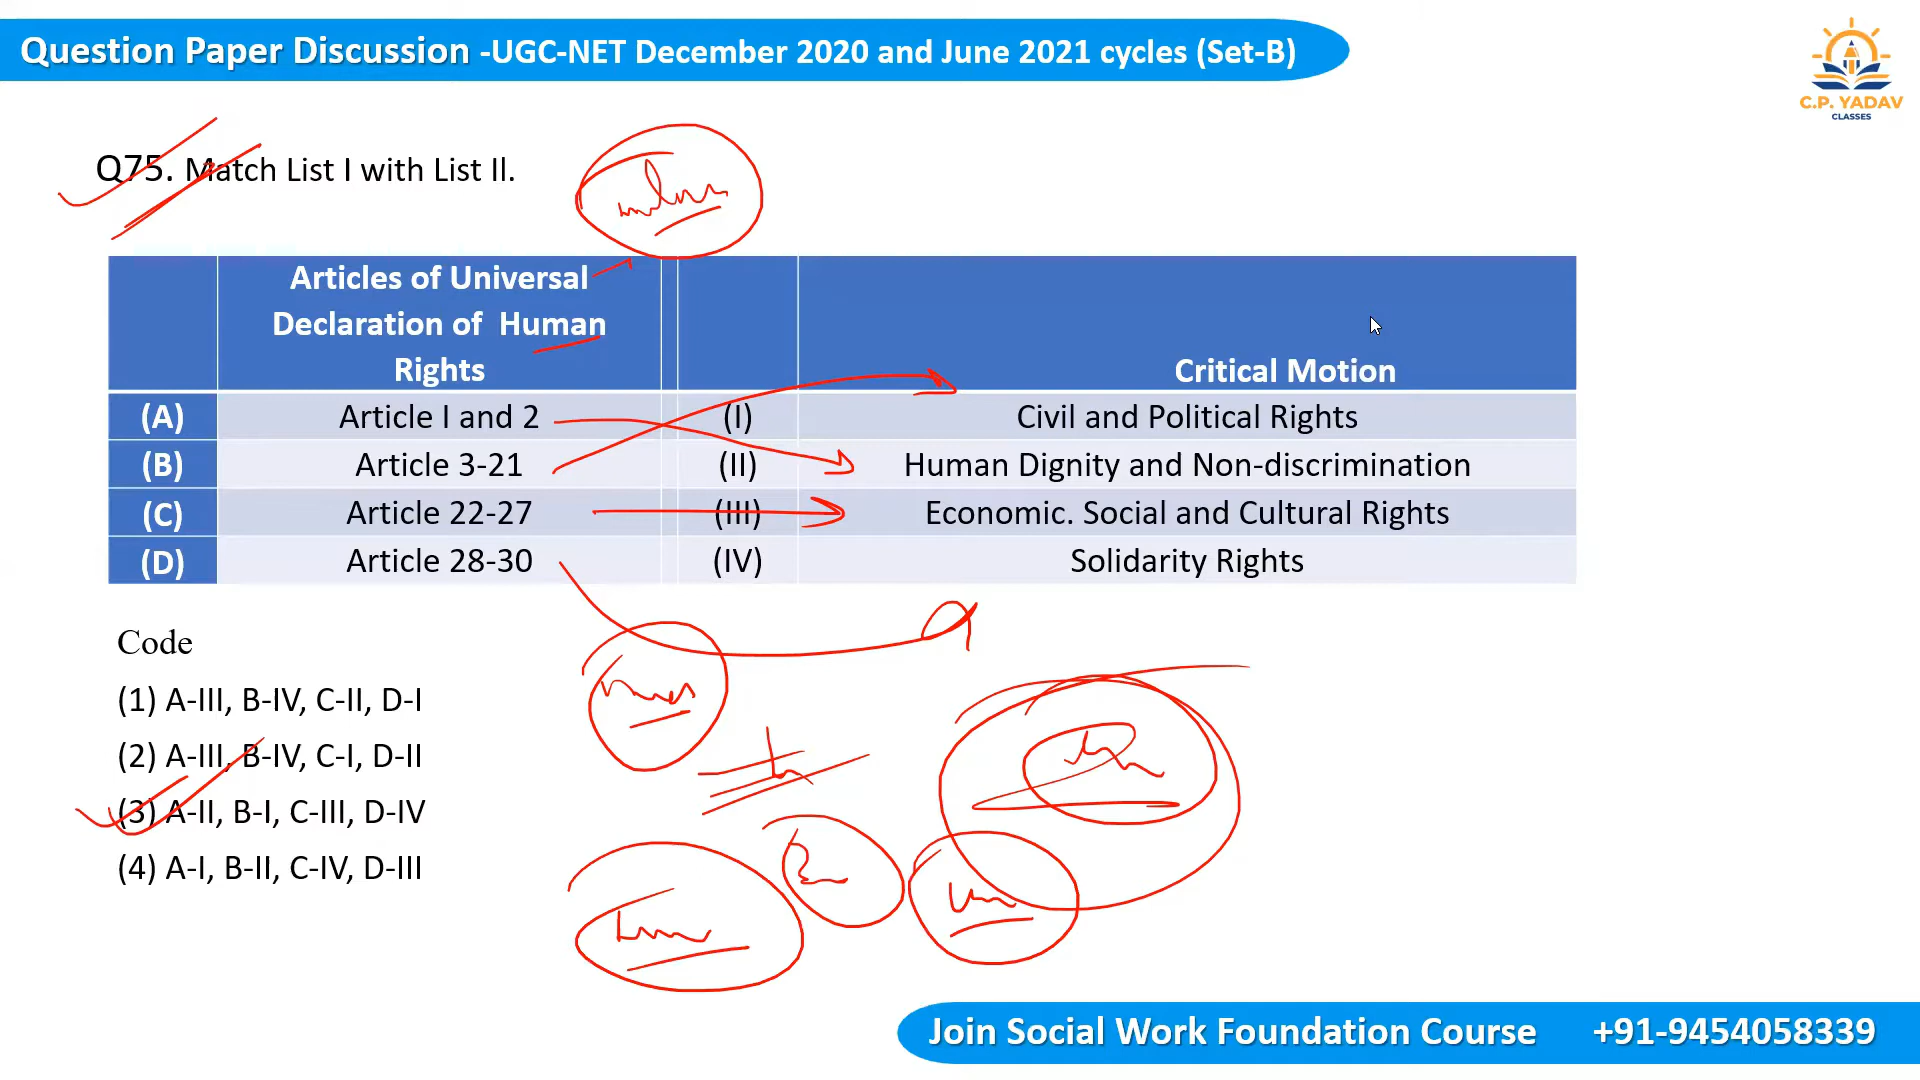 Question Paper Discussion -UGC-NET December 2020 and June 2021 cycles (Set-B)
C.P. YADAV
CLASSES
Q75. Match List I with List Il.
Articles of Universal
Declaration of Human
Rights
Critical Motion
(A) Article I and 2 (I) Civil and Political Rights
(B) Article 3-21 (II) Human Dignity and Non-discrimination
(C) Article 22-27 (III) Economic. Social and Cultural Rights
(D) Article 28-30 (IV) Solidarity Rights
Code
(1) A-III, B-IV, C-II, D-I
(2) A-III, B-IV, C-I, D-II
(3) A-II, B-I, C-III, D-IV
(4) A-I, B-II, C-IV, D-III
Join Social Work Foundation Course +91-9454058339